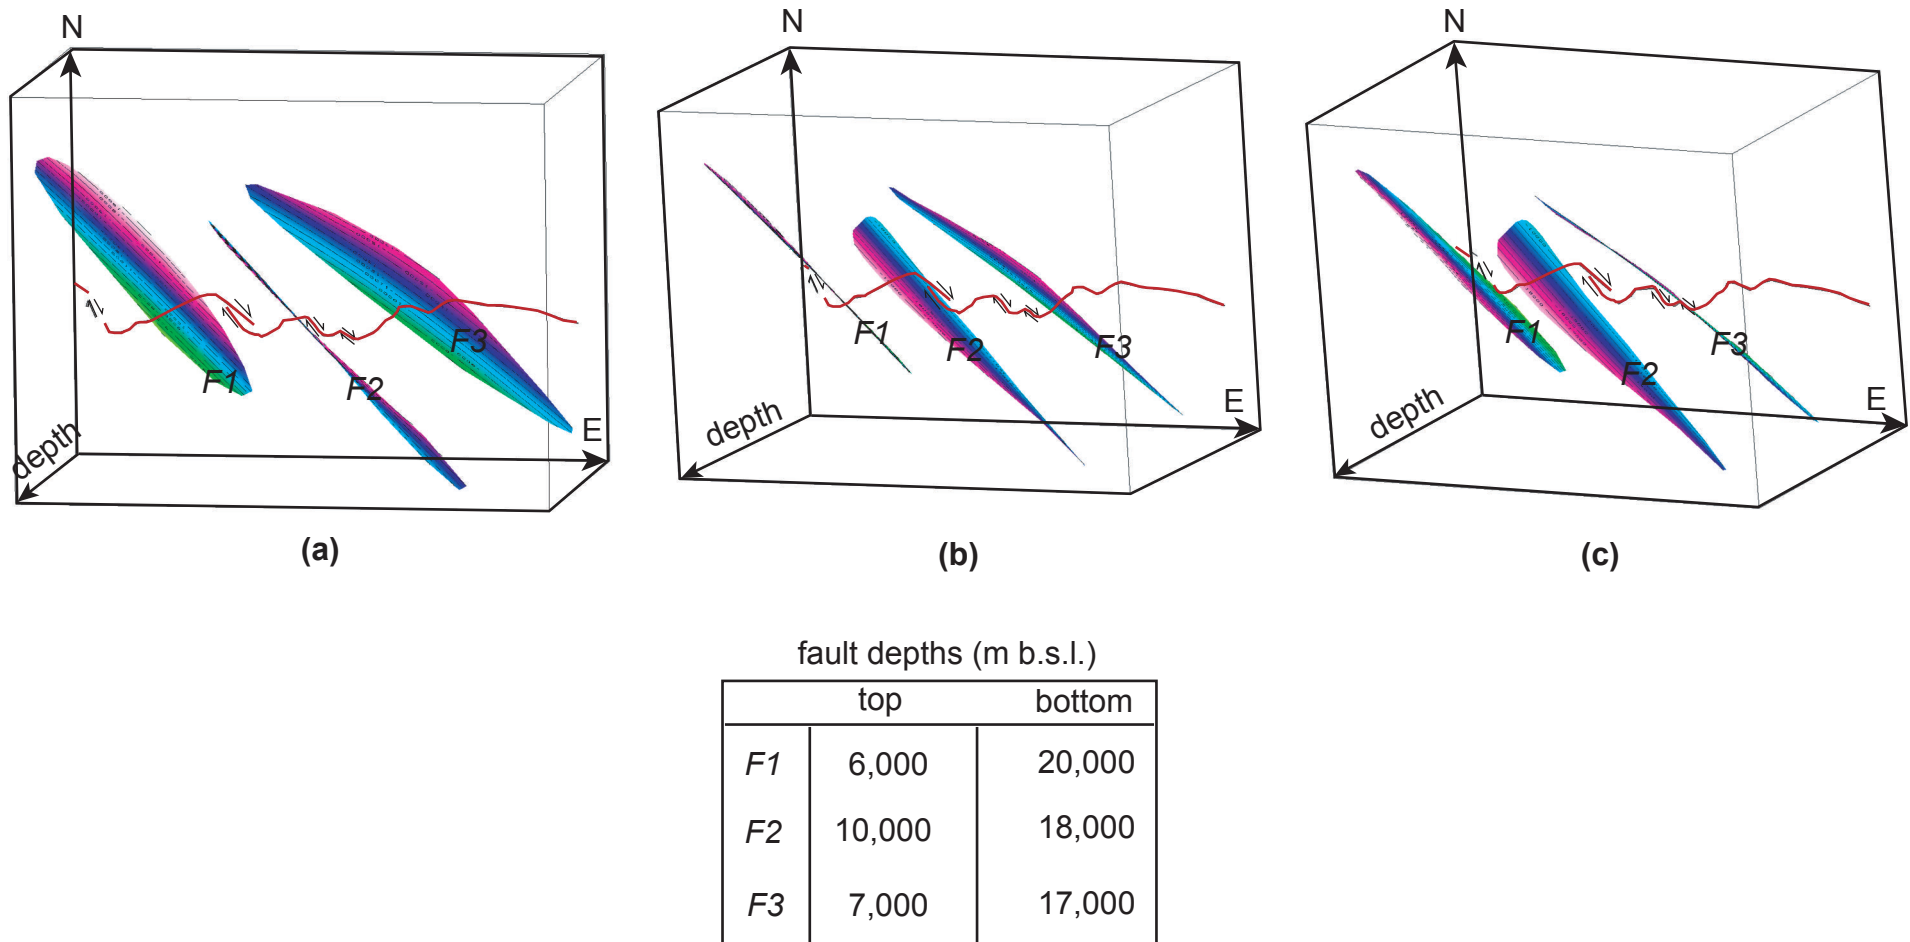 N
depth
F1
F2
F3
E
(a)
N
depth
F1
F2
F3
E
(b)
N
depth
F1
F2
F3
E
(c)
fault depths (m b.s.l.)
top bottom
F1 6,000 20,000
F2 10,000 18,000
F3 7,000 17,000